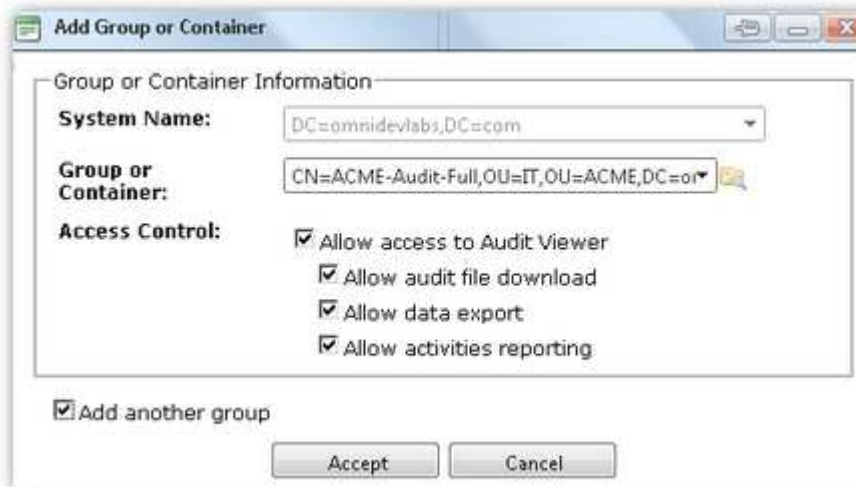 Add Group or Container
Group or Container Information
System Name:
DC=omnidevlabs,DC=com
Group or
Container:
CN=ACME-Audit-Full,OU=IT,OU=ACME,DC=or
Access Control:
Allow access to Audit Viewer
Allow audit file download
Allow data export
Allow activities reporting
Add another group
Accept
Cancel